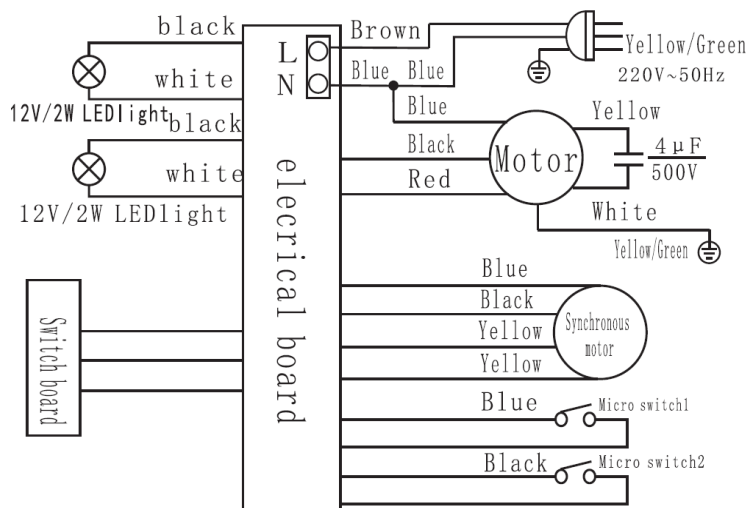 black
white
12V/2W LEDlight
black
white
12V/2W LEDlight
Switch board
L
N
elecrical board
Brown
Blue Blue
Blue
Black
Red
Motor
Yellow/Green
220V~50Hz
Yellow
4μF
500V
White
Yellow/Green
Blue
Black
Yellow
Yellow
Synchronous
motor
Blue
Micro switch1
Black
Micro switch2